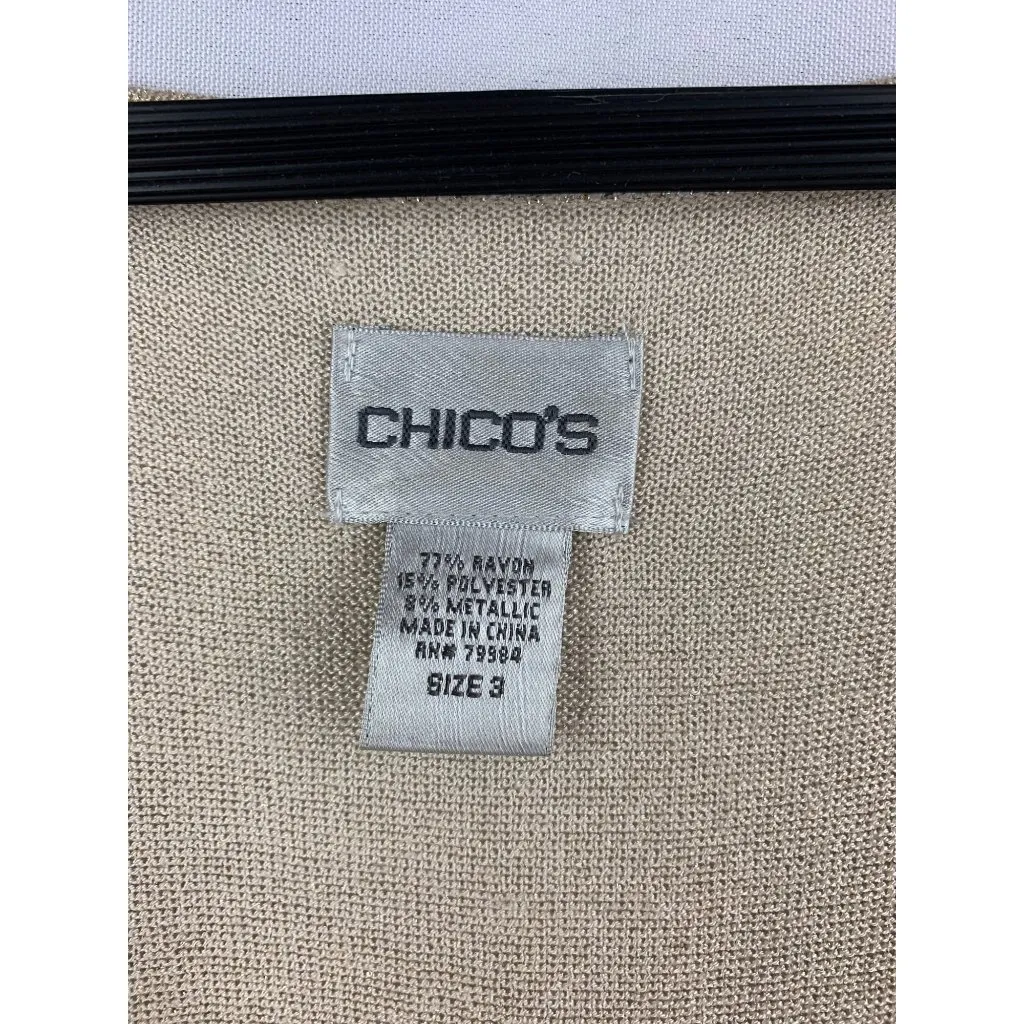 CHICO'S
77% RAYON
15% POLYESTER
8% METALLIC
MADE IN CHINA
RN# 79984
SIZE 3